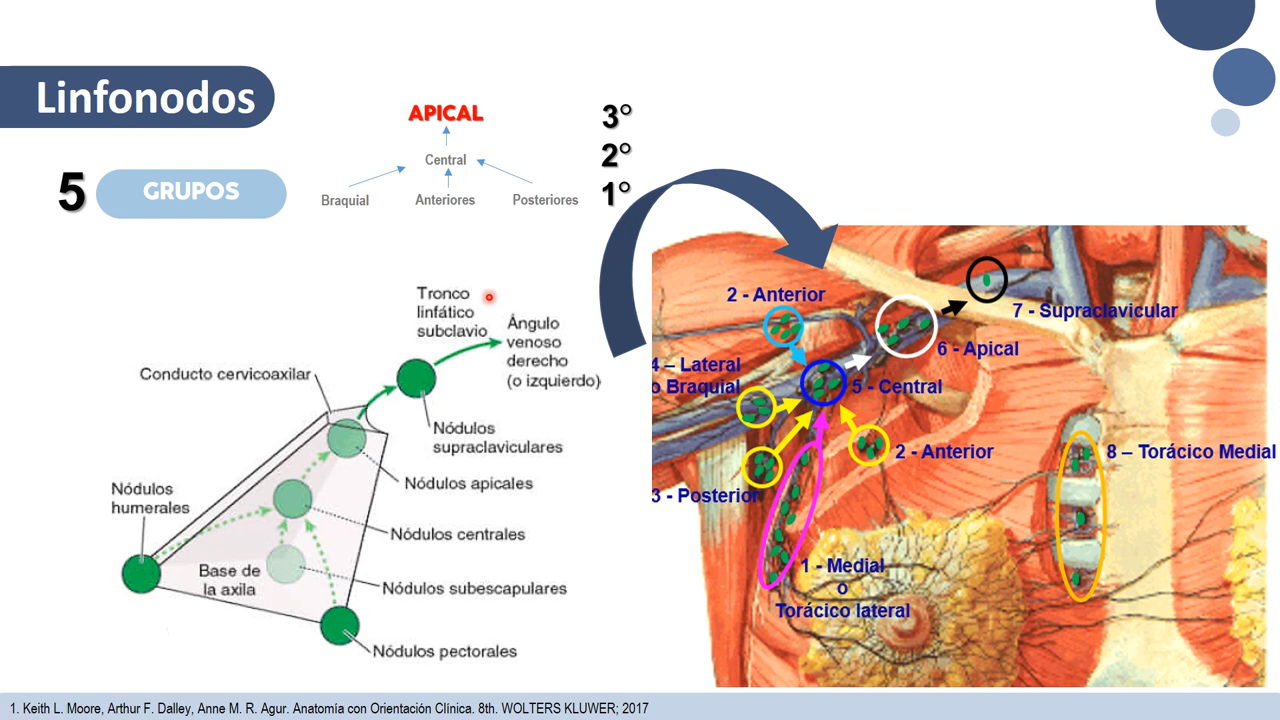 Linfonodos
5
GRUPOS
APICAL
Central
Braquial
Anteriores
Posteriores
3°
2°
1°
Tronco
linfático
subclavio
Ángulo
venoso
derecho
(o izquierdo)
Conducto cervicoaxilar
Nódulos
supraclaviculares
Nódulos apicales
Nódulos
humerales
Nódulos centrales
Base de
la axila
Nódulos subescapulares
Nódulos pectorales
2 - Anterior
7 - Supraclavicular
6 - Apical
4 – Lateral
o Braquial
5 - Central
2 - Anterior
8 – Torácico Medial
3 - Posterior
1 - Medial
o
Torácico lateral
1. Keith L. Moore, Arthur F. Dalley, Anne M. R. Agur. Anatomía con Orientación Clínica. 8th. WOLTERS KLUWER; 2017